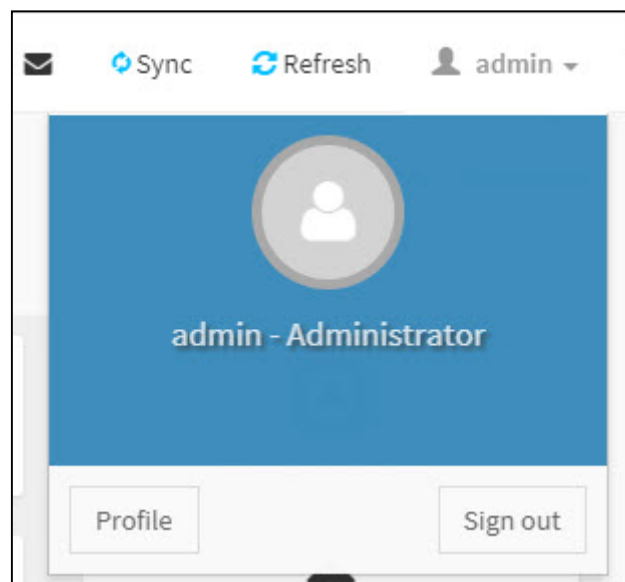 Sync Refresh admin
admin - Administrator
Profile Sign out